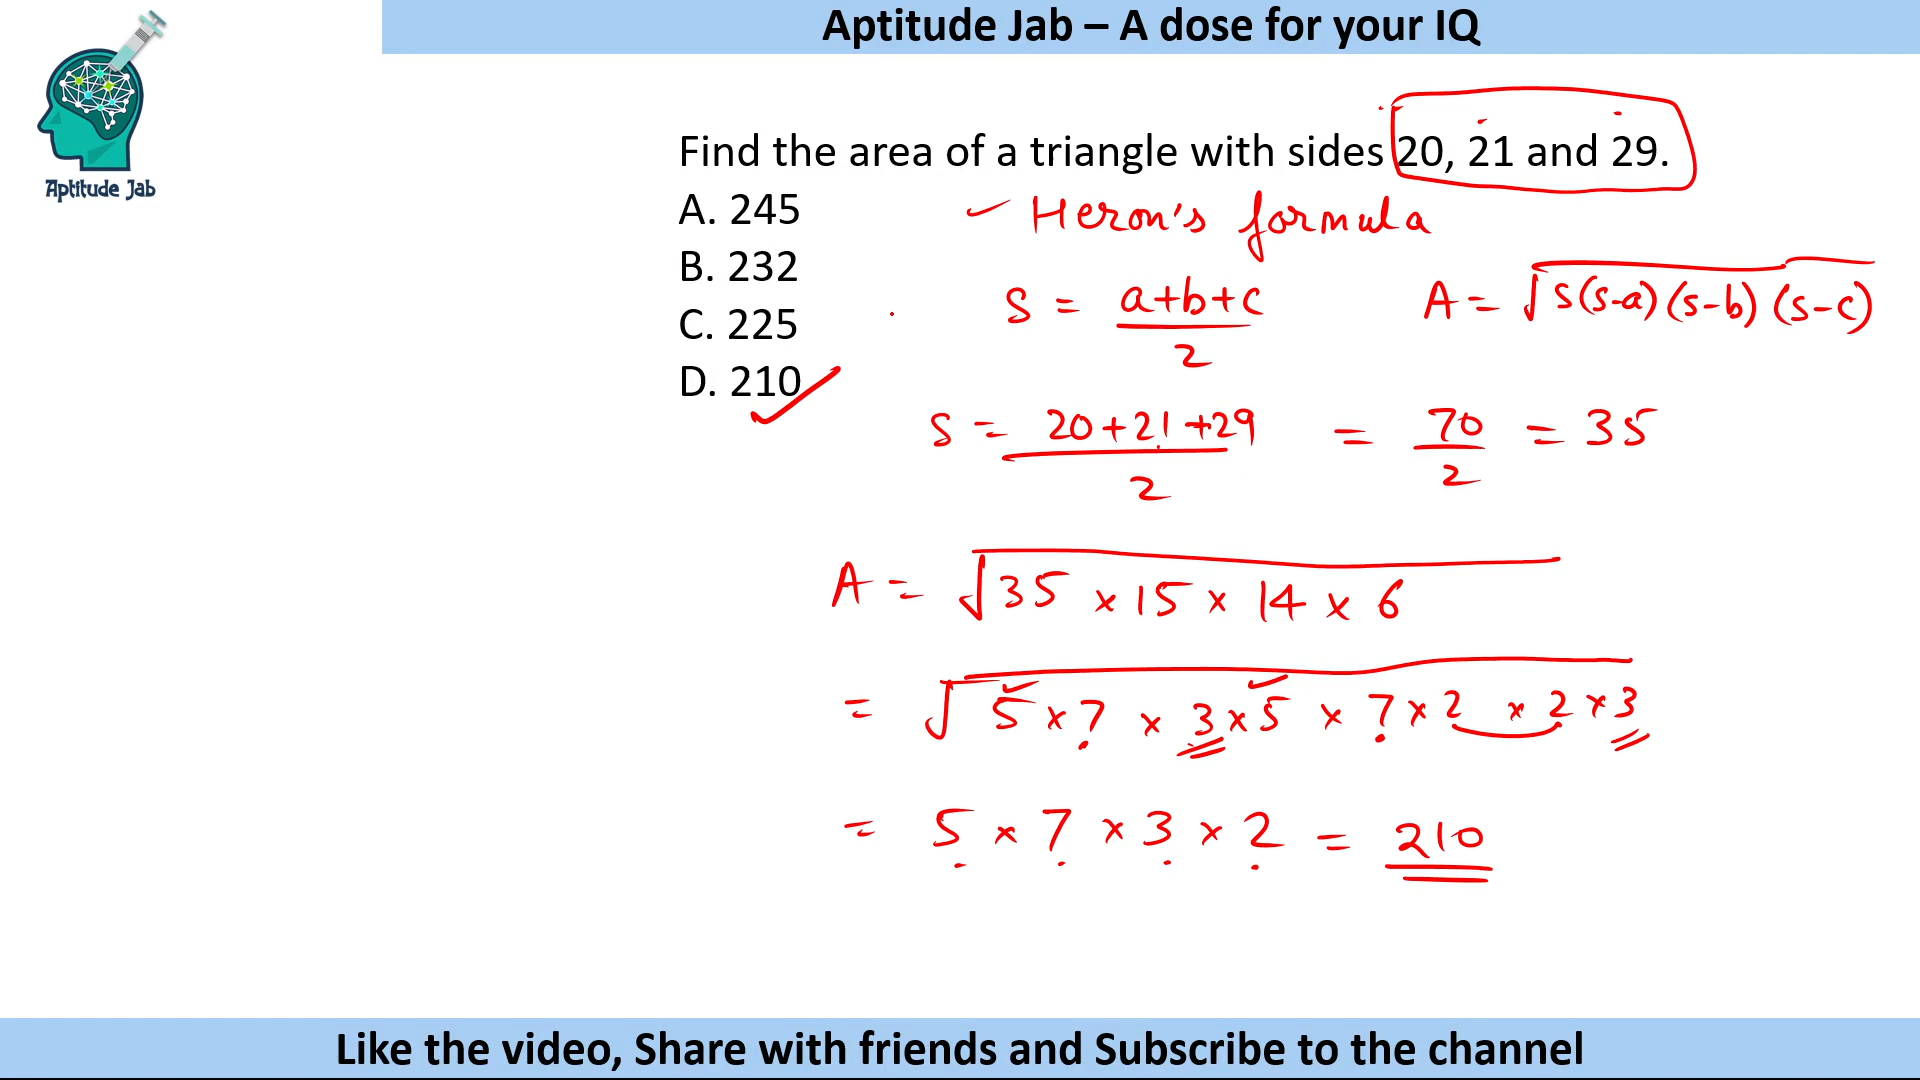 Aptitude Jab – A dose for your IQ
Aptitude Jab
Find the area of a triangle with sides 20, 21 and 29.
A. 245
B. 232
C. 225
D. 210
Heron's formula
S = a+b+c / 2
A = √s(s-a)(s-b)(s-c)
S = 20+21+29 / 2 = 70 / 2 = 35
A = √35 × 15 × 14 × 6
= √5 × 7 × 3 × 5 × 7 × 2 × 2 × 3
= 5 × 7 × 3 × 2 = 210
Like the video, Share with friends and Subscribe to the channel